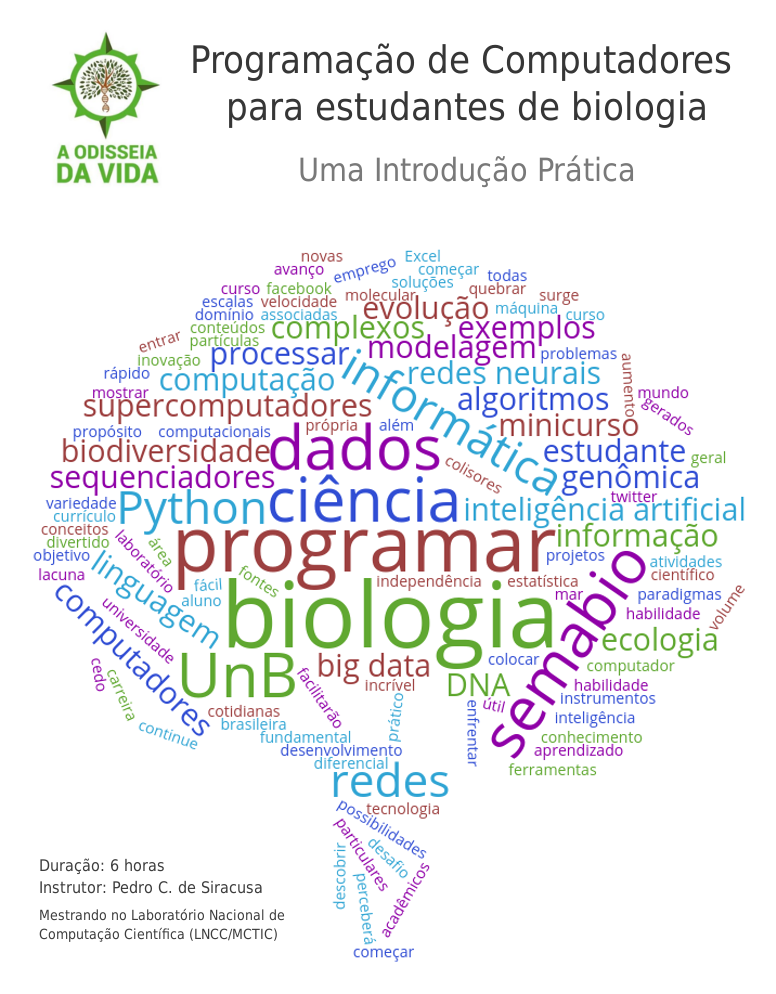 Programação de Computadores
para estudantes de biologia
Uma Introdução Prática
A ODISSEIA
DA VIDA
novas
Excel
avanço
emprego
começar
todas
soluções
curso
facebook
molecular
quebrar
surge
escalas
velocidade
evolução
máquina
curso
domínio
associadas
conteúdos
complexos
exemplos
entrar
partículas
processar
modelagem
problemas
inovação
informática
rápido
computação
redes neurais
aumento
mostrar
supercomputadores
algoritmos
mundo
gerados
propósito
computacionais
própria
além
minicurso
biodiversidade
dados
estudante
geral
sequenciadores
colisores
genômica
variedade
Python
ciência
inteligência artificial
twitter
currículo
conceitos
programar
informação
divertido
laboratório
área
objetivo
projetos
atividades
lacuna
linguagem
fácil
fontes
independência
estatística
científico
aluno
biologia
mar
paradigmas
volume
computadores
universidade
semabio
habilidade
ecologia
cedo
carreira
UnB
big data
colocar
computador
incrível
DNA
habilidade
facilitarão
útil
instrumentos
cotidianas
prático
enfrentar
inteligência
continue
brasileira
fundamental
conhecimento
desenvolvimento
aprendizado
diferencial
ferramentas
redes
possibilidades
tecnologia
particulares
desafio
descobrir
perceberá
acadêmicos
começar
Duração: 6 horas
Instrutor: Pedro C. de Siracusa
Mestrando no Laboratório Nacional de
Computação Científica (LNCC/MCTIC)